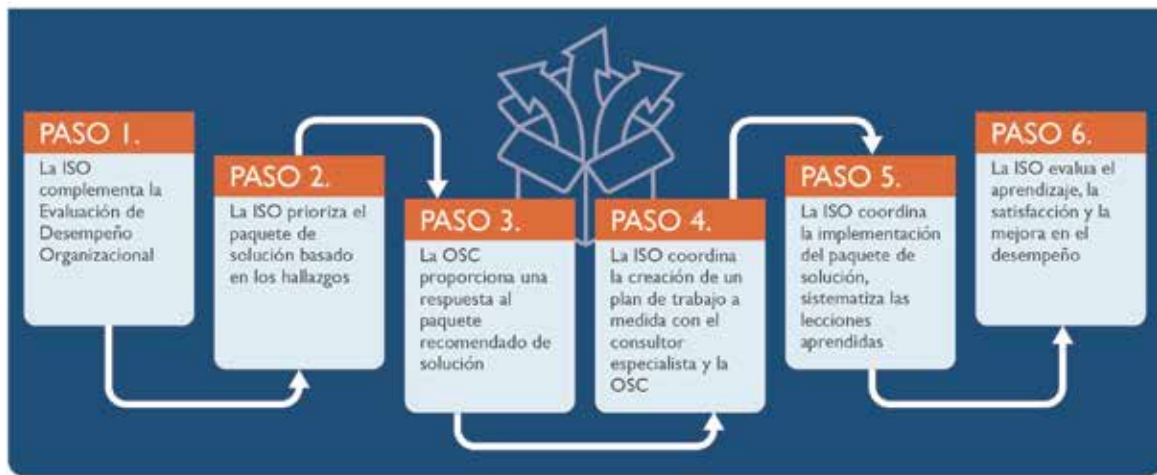 PASO 1.
La ISO
complementa la
Evaluación de
Desempeño
Organizacional
PASO 2.
La ISO prioriza el
paquete de
solución basado
en los hallazgos
PASO 3.
La OSC
proporciona una
respuesta al
paquete
recomendado de
solución
PASO 4.
La ISO coordina
la creación de un
plan de trabajo a
medida con el
consultor
especialista y la
OSC
PASO 5.
La ISO coordina
la implementación
del paquete de
solución,
sistematiza las
lecciones
aprendidas
PASO 6.
La ISO evalua el
aprendizaje, la
satisfacción y la
mejora en el
desempeño